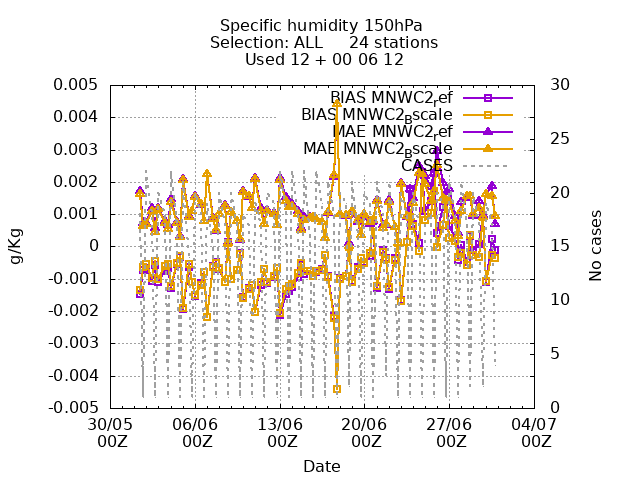 Specific humidity 150hPa
Selection: ALL 24 stations
Used 12 + 00 06 12
0.005
0.004
0.003
0.002
0.001
0
-0.001
-0.002
-0.003
-0.004
-0.005
g/Kg
30
25
20
15
10
5
0
No cases
BIAS MNWC2_ref
BIAS MNWC2_Bscale
MAE MNWC2_ref
MAE MNWC2_Bscale
CASES
30/05 06/06 13/06 20/06 27/06 04/07
00Z 00Z 00Z 00Z 00Z 00Z
Date